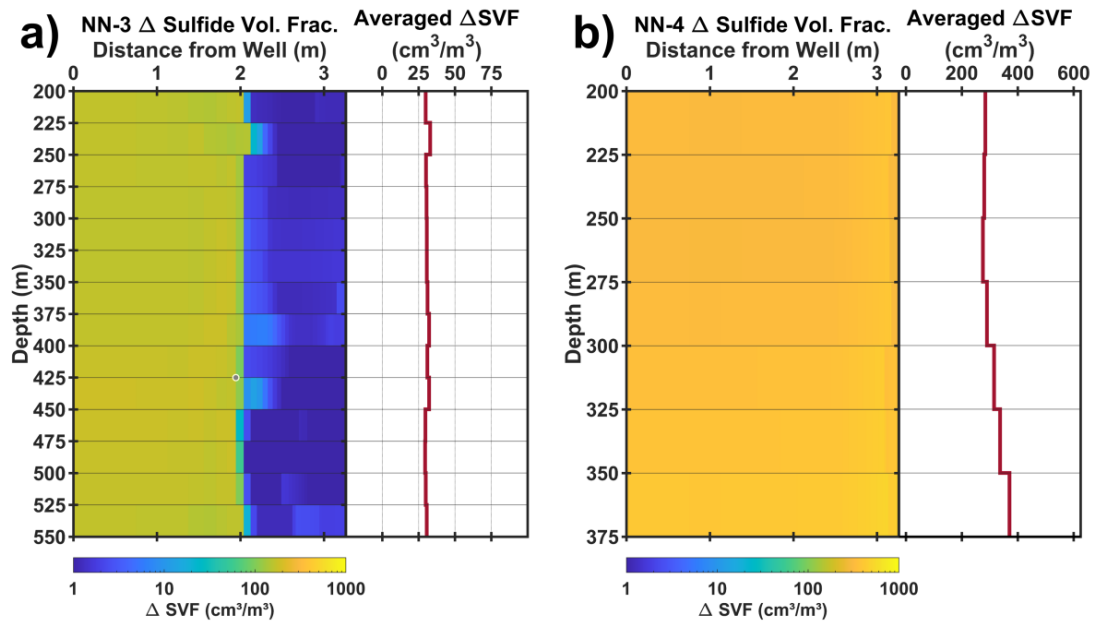 a)
NN-3 Δ Sulfide Vol. Frac.
Distance from Well (m)
0 1 2 3
Averaged ΔSVF
(cm³/m³)
0 25 50 75
Depth (m)
200
225
250
275
300
325
350
375
400
425
450
475
500
525
550
1 10 100 1000
Δ SVF (cm³/m³)
b)
NN-4 Δ Sulfide Vol. Frac.
Distance from Well (m)
0 1 2 3
Averaged ΔSVF
(cm³/m³)
0 200 400 600
Depth (m)
200
225
250
275
300
325
350
375
1 10 100 1000
Δ SVF (cm³/m³)